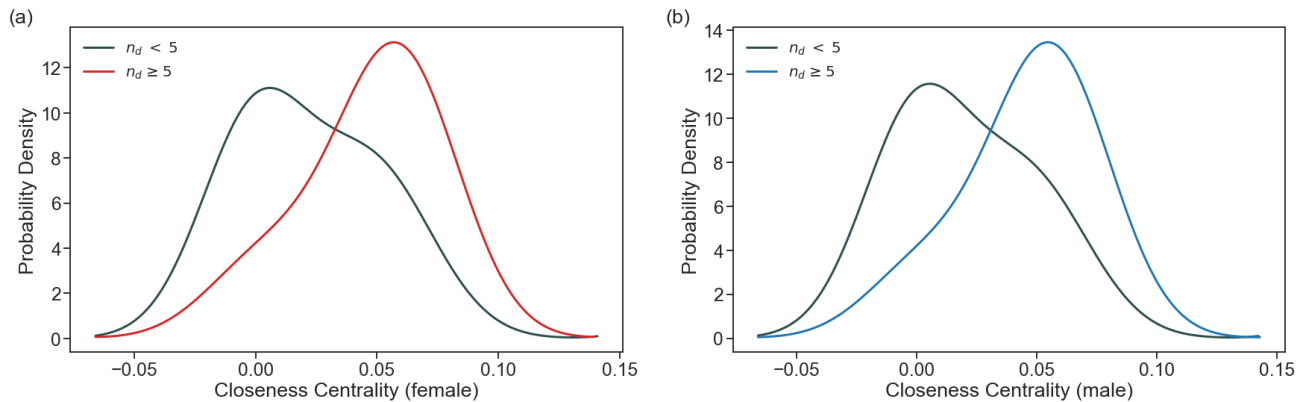 (a)
n_d < 5
n_d ≥ 5
12
10
8
6
4
2
0
Probability Density
−0.05
0.00
0.05
0.10
0.15
Closeness Centrality (female)
(b)
n_d < 5
n_d ≥ 5
14
12
10
8
6
4
2
0
Probability Density
−0.05
0.00
0.05
0.10
0.15
Closeness Centrality (male)